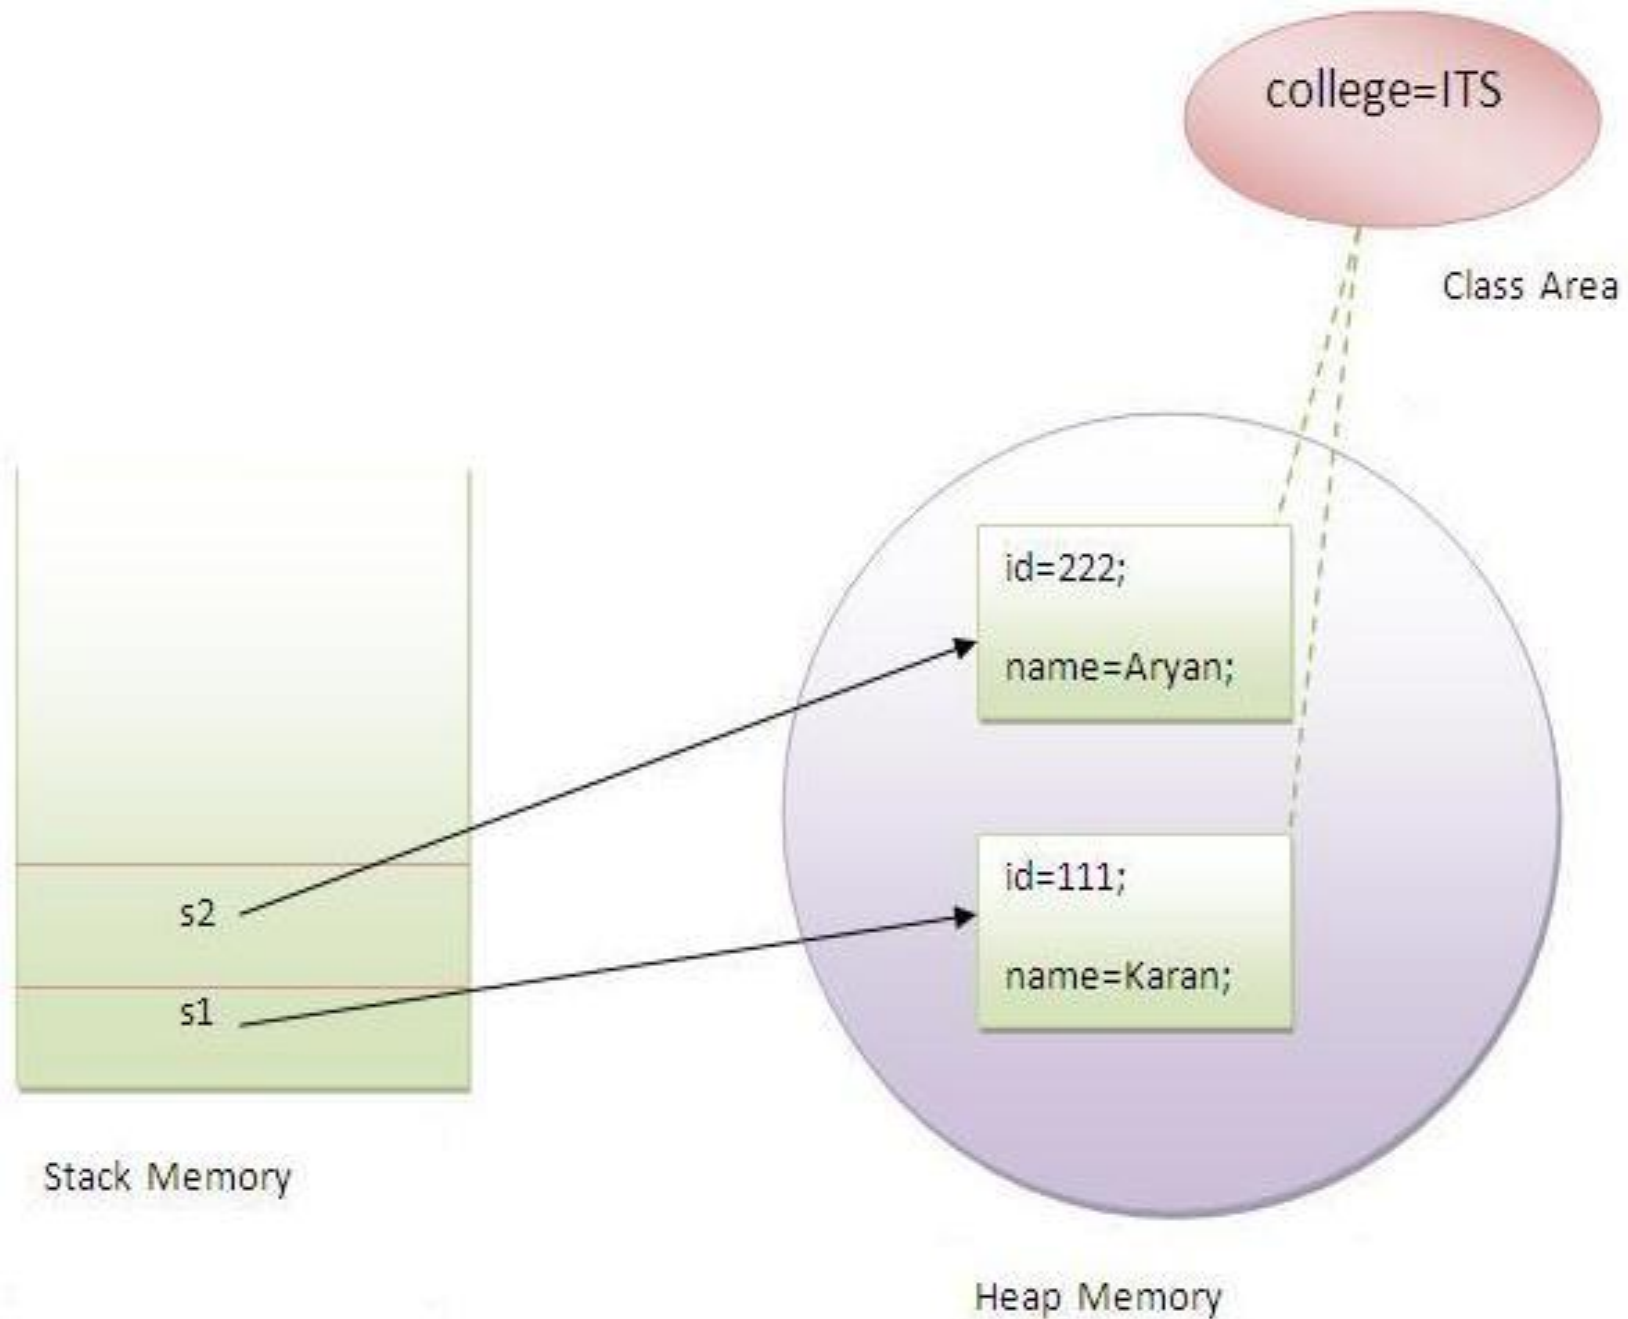 college=ITS
Class Area
id=222;
name=Aryan;
s2
id=111;
name=Karan;
s1
Stack Memory
Heap Memory